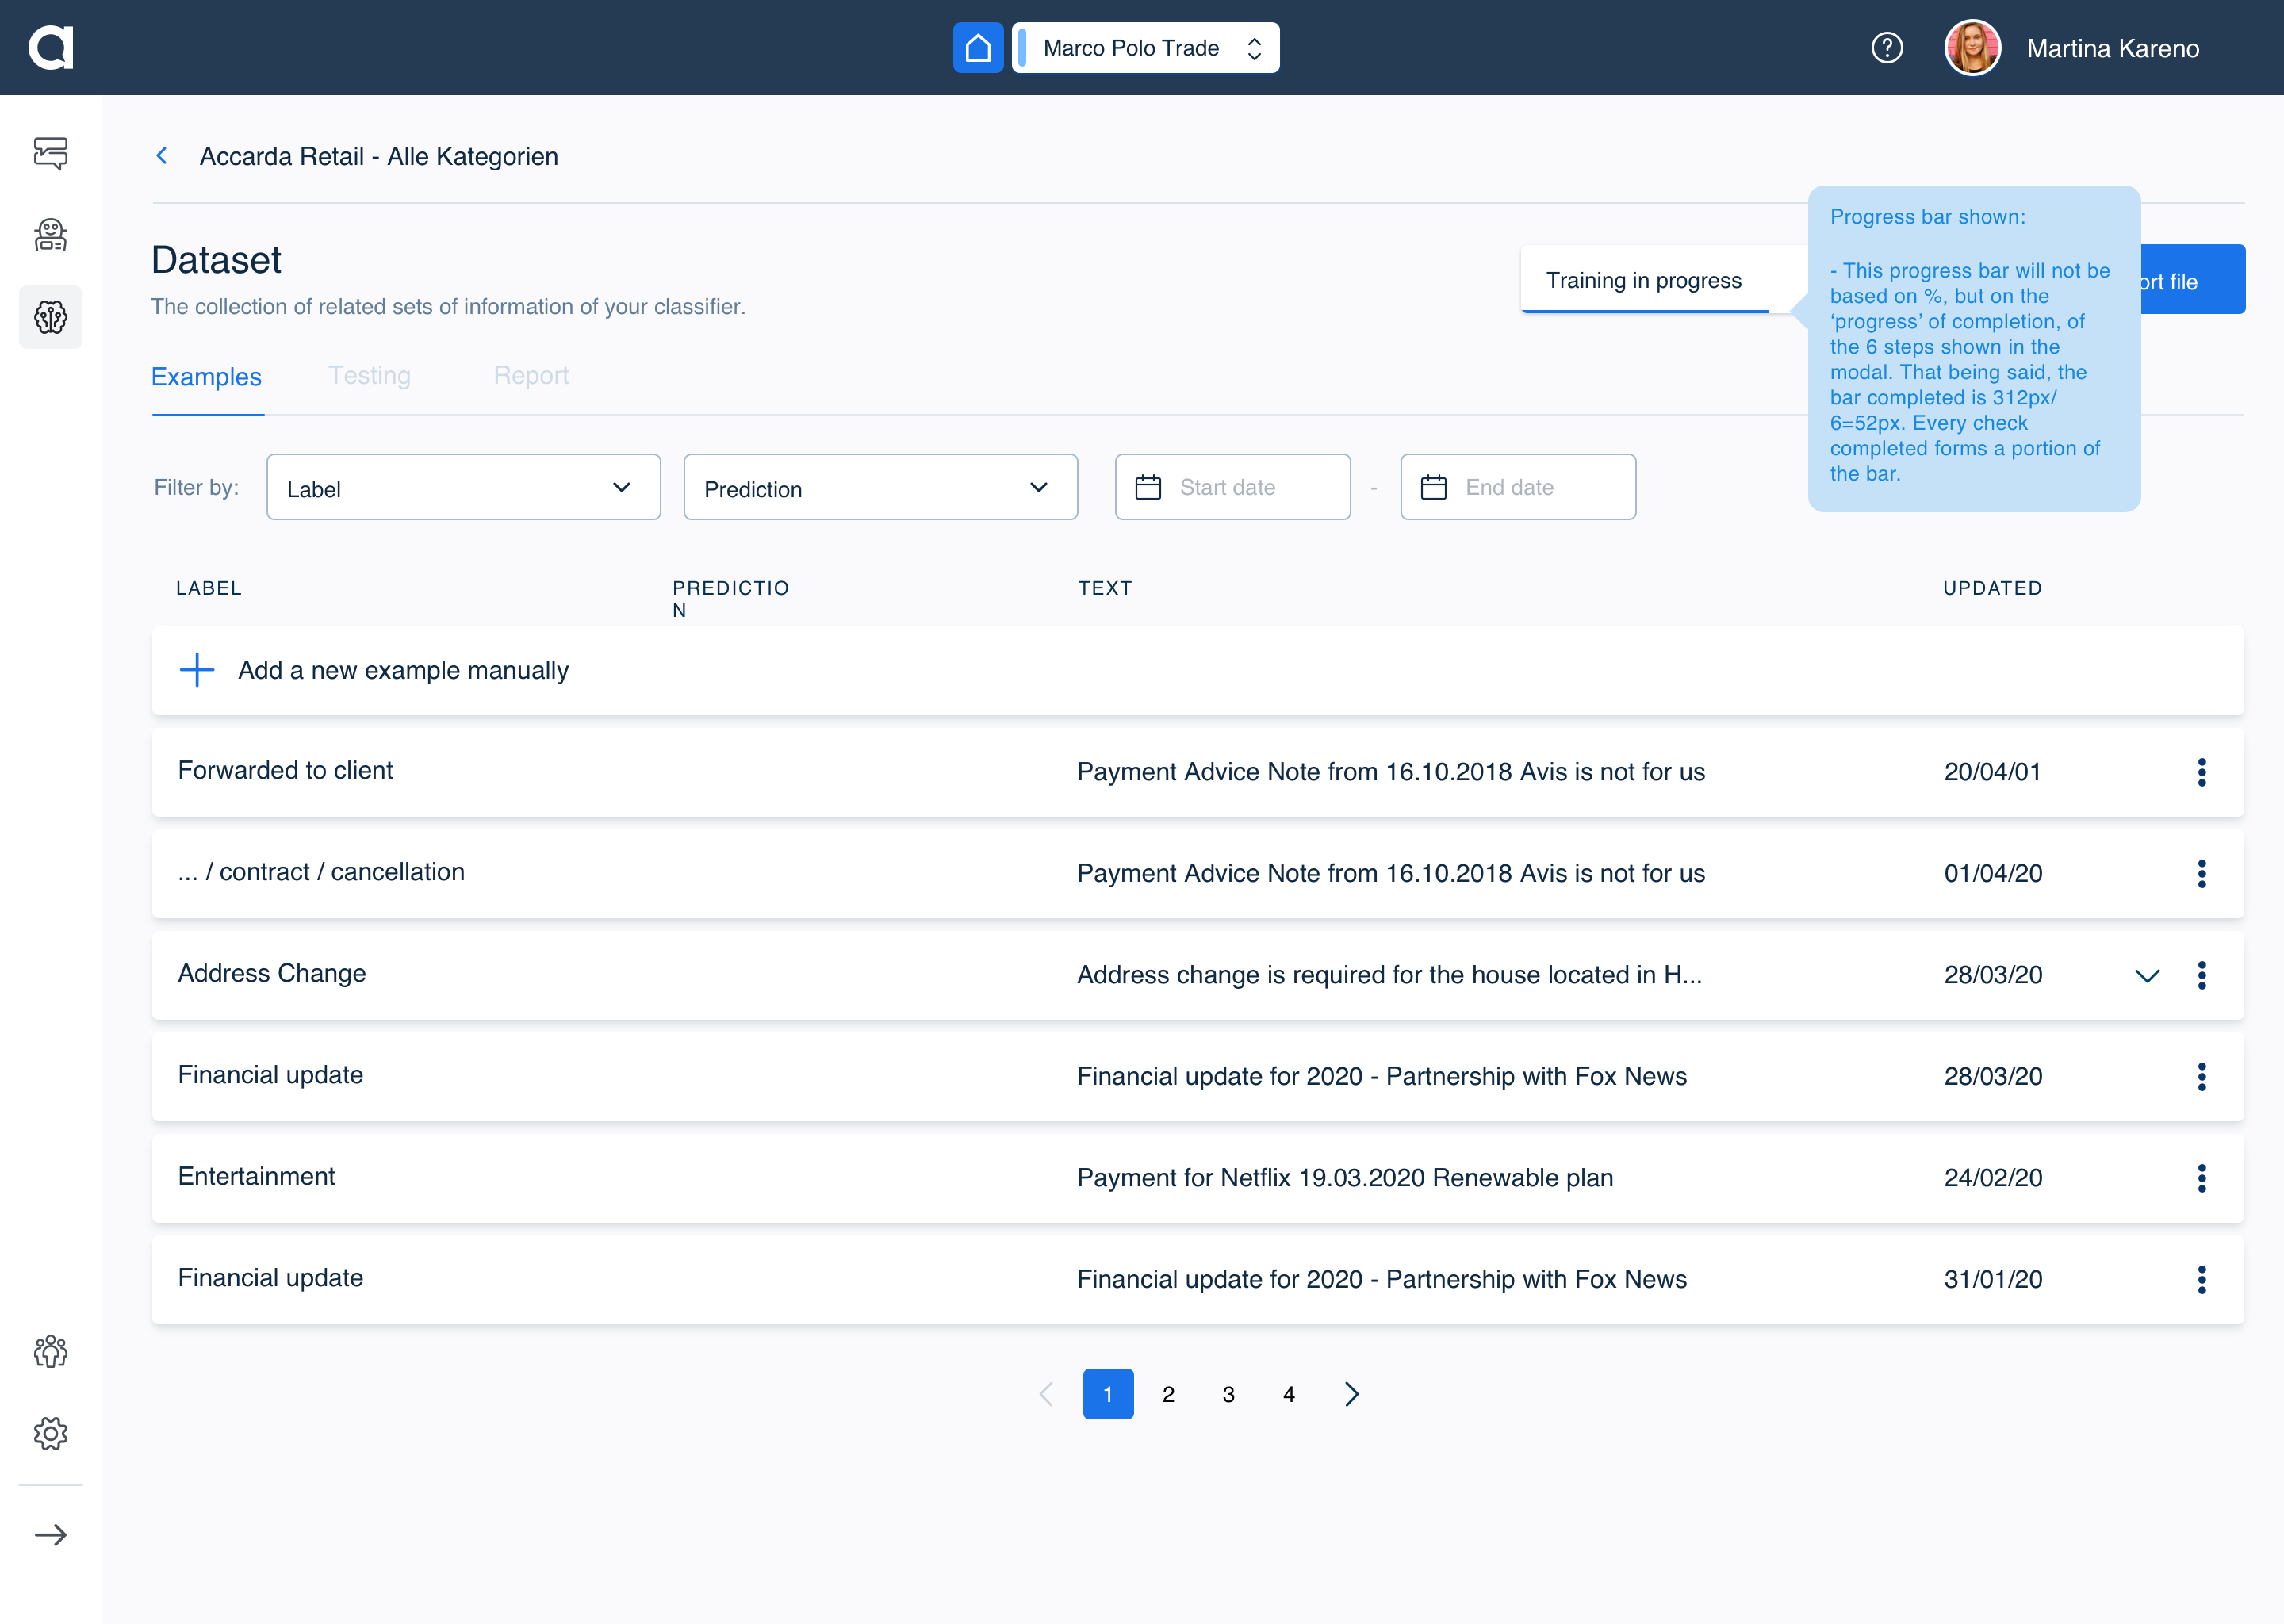 Marco Polo Trade
Martina Kareno
Accarda Retail - Alle Kategorien
Dataset
The collection of related sets of information of your classifier.
Training in progress
Progress bar shown:
- This progress bar will not be
based on %, but on the
‘progress’ of completion, of
the 6 steps shown in the
modal. That being said, the
bar completed is 312px/
6=52px. Every check
completed forms a portion of
the bar.
ort file
Examples
Testing
Report
Filter by:
Label
Prediction
Start date
-
End date
LABEL
PREDICTIO
N
TEXT
UPDATED
Add a new example manually
Forwarded to client
Payment Advice Note from 16.10.2018 Avis is not for us
20/04/01
... / contract / cancellation
Payment Advice Note from 16.10.2018 Avis is not for us
01/04/20
Address Change
Address change is required for the house located in H...
28/03/20
Financial update
Financial update for 2020 - Partnership with Fox News
28/03/20
Entertainment
Payment for Netflix 19.03.2020 Renewable plan
24/02/20
Financial update
Financial update for 2020 - Partnership with Fox News
31/01/20
1
2
3
4